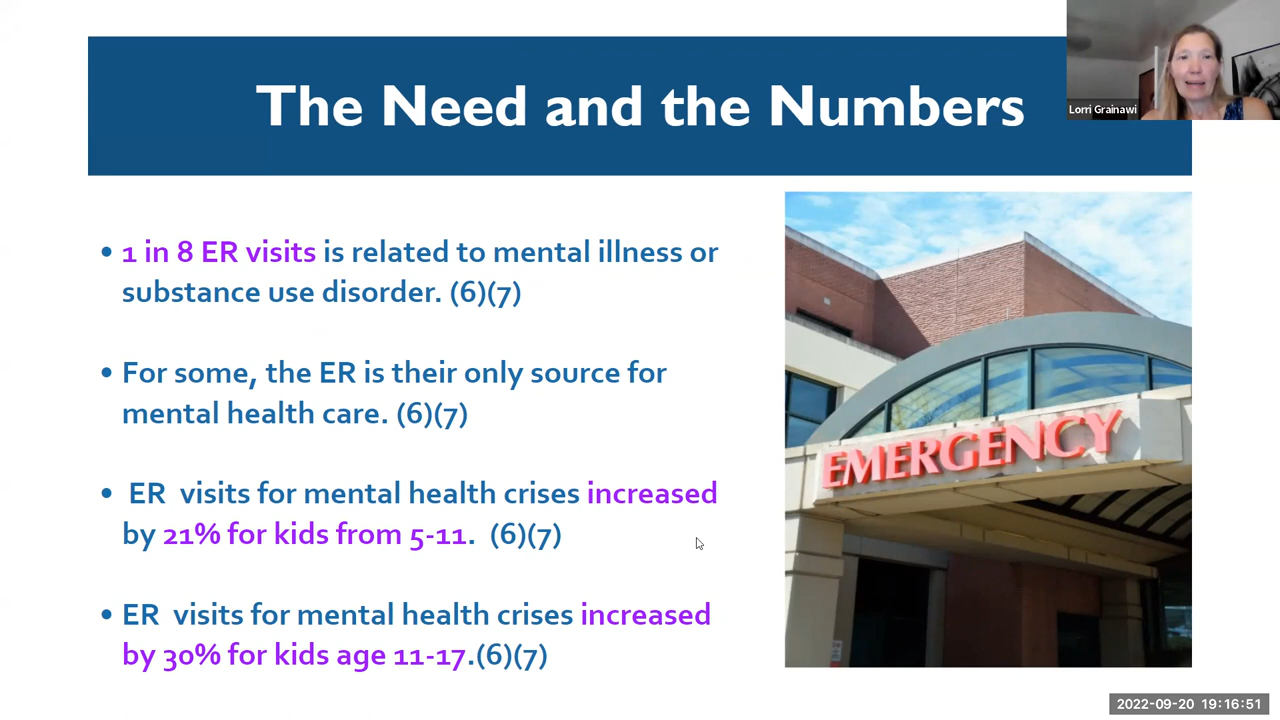 The Need and the Numbers
Lorri Grainawi
• 1 in 8 ER visits is related to mental illness or
substance use disorder. (6)(7)
• For some, the ER is their only source for
mental health care. (6)(7)
• ER visits for mental health crises increased
by 21% for kids from 5-11. (6)(7)
• ER visits for mental health crises increased
by 30% for kids age 11-17.(6)(7)
EMERGENCY
2022-09-20 19:16:51